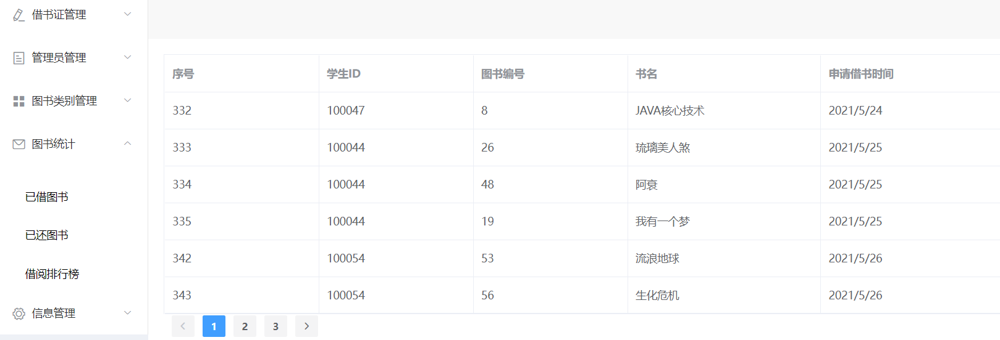 借书证管理
管理员管理
图书类别管理
图书统计
已借图书
已还图书
借阅排行榜
信息管理
序号 学生ID 图书编号 书名 申请借书时间
332 100047 8 JAVA核心技术 2021/5/24
333 100044 26 琉璃美人煞 2021/5/25
334 100044 48 阿衰 2021/5/25
335 100044 19 我有一个梦 2021/5/25
342 100054 53 流浪地球 2021/5/26
343 100054 56 生化危机 2021/5/26
1 2 3